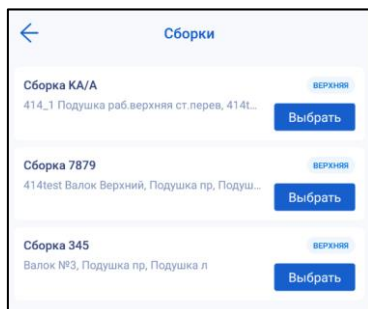 Сборки
Сборка КА/А
ВЕРХНЯЯ
414_1 Подушка раб.верхняя ст.перев, 414t...
Выбрать
Сборка 7879
ВЕРХНЯЯ
414test Валок Верхний, Подушка пр, Подуш...
Выбрать
Сборка 345
ВЕРХНЯЯ
Валок №3, Подушка пр, Подушка л
Выбрать